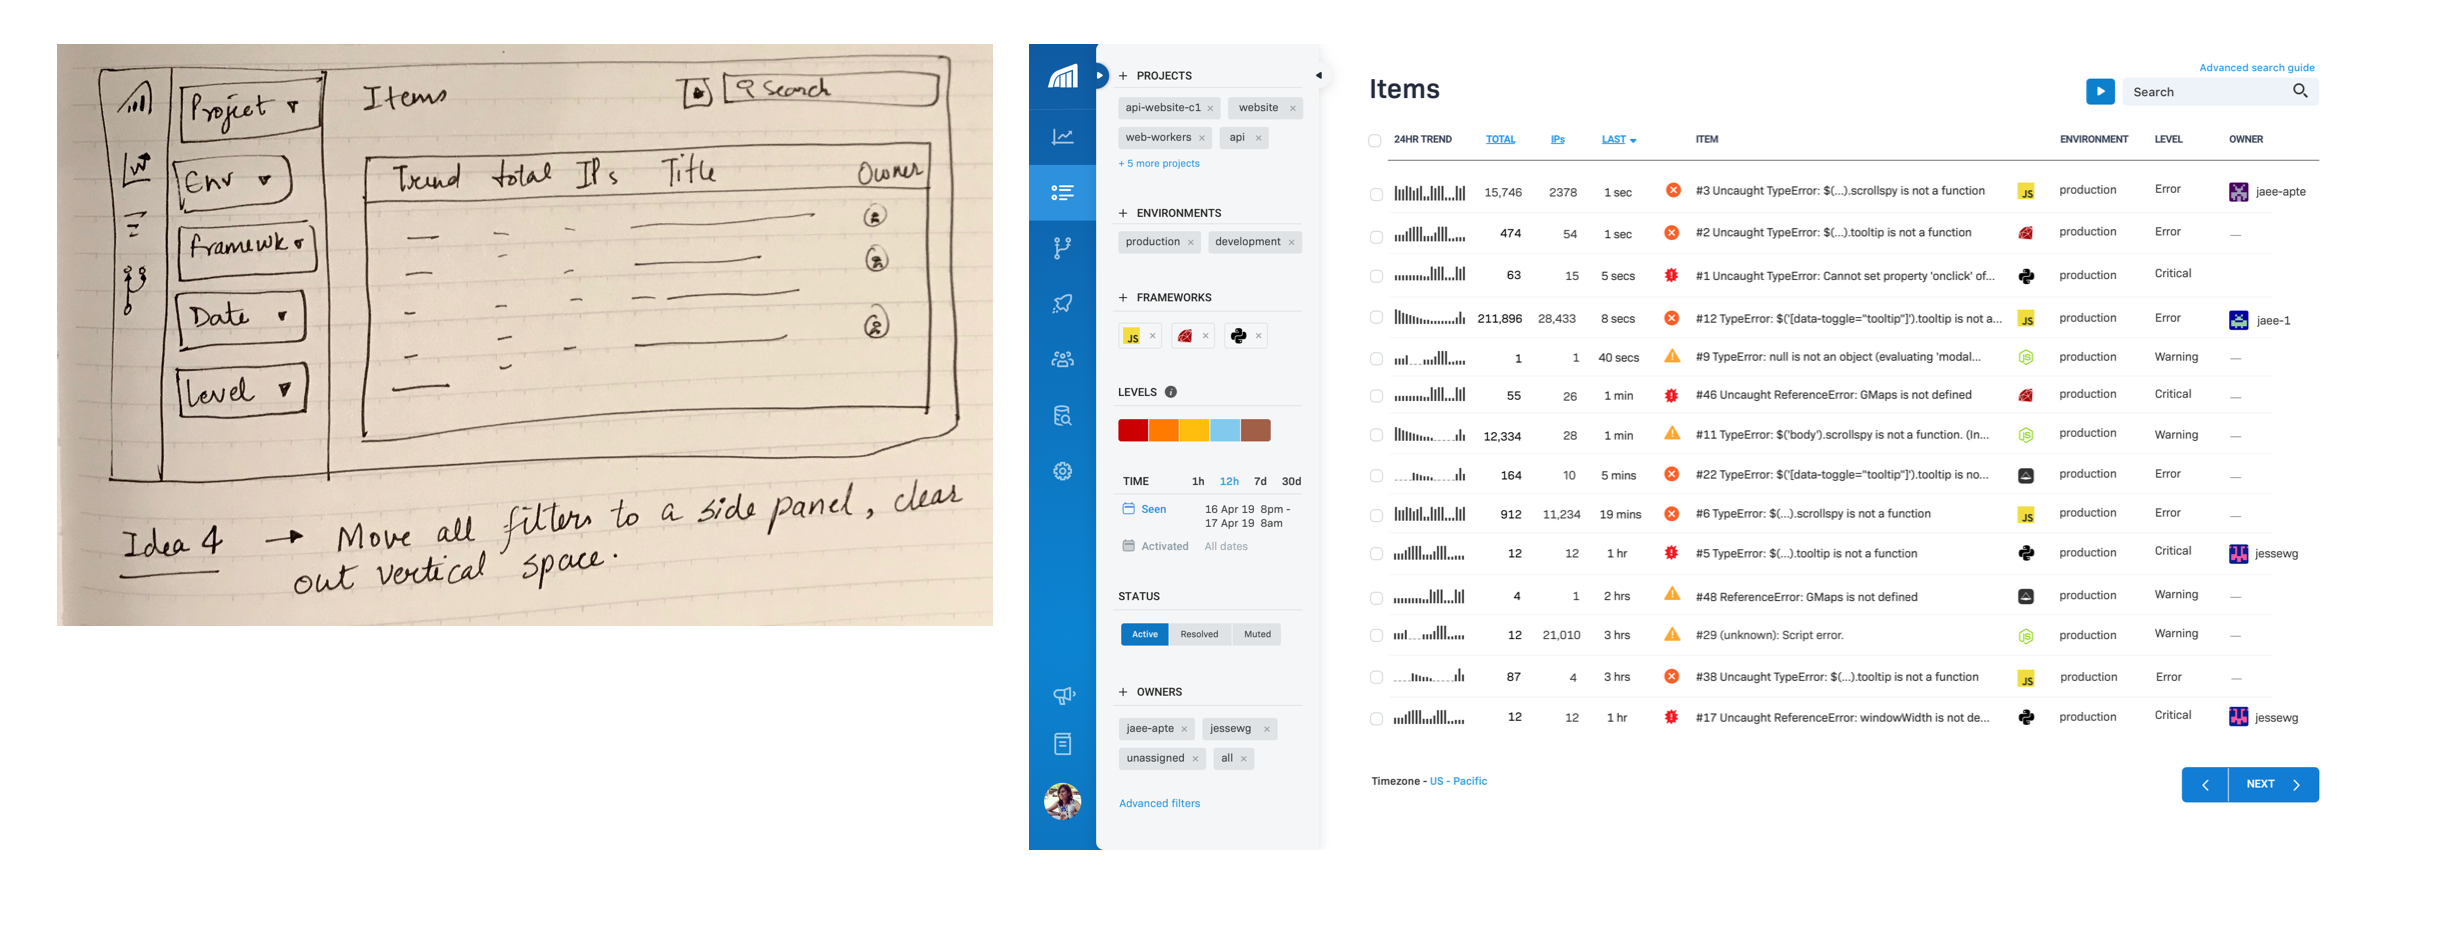 Project ▾
Items
Search
Env ▾
Trend total IPs Title Owner
Framewk ▾
Date ▾
Level ▾
Idea 4 → Move all filters to a side panel, clear
out vertical space.
+ PROJECTS
api-website-c1 × website ×
web-workers × api ×
+ 5 more projects
+ ENVIRONMENTS
production × development ×
+ FRAMEWORKS
JS × × ×
LEVELS i
TIME 1h 12h 7d 30d
Seen 16 Apr 19 8pm -
17 Apr 19 8am
Activated All dates
STATUS
Active Resolved Muted
+ OWNERS
jaee-apte × jessewg ×
unassigned × all ×
Advanced filters
Advanced search guide
Items
Search
24HR TREND TOTAL IPs LAST ITEM ENVIRONMENT LEVEL OWNER
15,746 2378 1 sec #3 Uncaught TypeError: $(...).scrollspy is not a function JS production Error jaee-apte
474 54 1 sec #2 Uncaught TypeError: $(...).tooltip is not a function production Error —
63 15 5 secs #1 Uncaught TypeError: Cannot set property 'onclick' of... production Critical
211,896 28,433 8 secs #12 TypeError: $('[data-toggle="tooltip"]').tooltip is not a... JS production Error jaee-1
1 1 40 secs #9 TypeError: null is not an object (evaluating 'modal... JS production Warning —
55 26 1 min #46 Uncaught ReferenceError: GMaps is not defined production Critical —
12,334 28 1 min #11 TypeError: $('body').scrollspy is not a function. (In... JS production Warning —
164 10 5 mins #22 TypeError: $('[data-toggle="tooltip"]').tooltip is no... production Error —
912 11,234 19 mins #6 TypeError: $(...).scrollspy is not a function JS production Error —
12 12 1 hr #5 TypeError: $(...).tooltip is not a function production Critical jessewg
4 1 2 hrs #48 ReferenceError: GMaps is not defined production Warning —
12 21,010 3 hrs #29 (unknown): Script error. JS production Warning —
87 4 3 hrs #38 Uncaught TypeError: $(...).tooltip is not a function JS production Error —
12 12 1 hr #17 Uncaught ReferenceError: windowWidth is not de... production Critical jessewg
Timezone - US - Pacific
NEXT